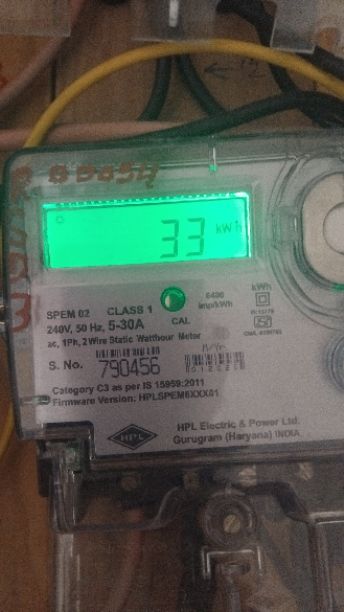 33 kWh
kWh
6400
imp/kWh
SPEM 02 CLASS 1
240V, 50 Hz, 5-30A CAL
ac, 1Ph, 2 Wire Static Watthour Meter
S. No. 790456
Category C3 as per IS 15959:2011
Firmware Version: HPLSPEM6XXX01
HPL
HPL Electric & Power Ltd.
Gurugram (Haryana) INDIA